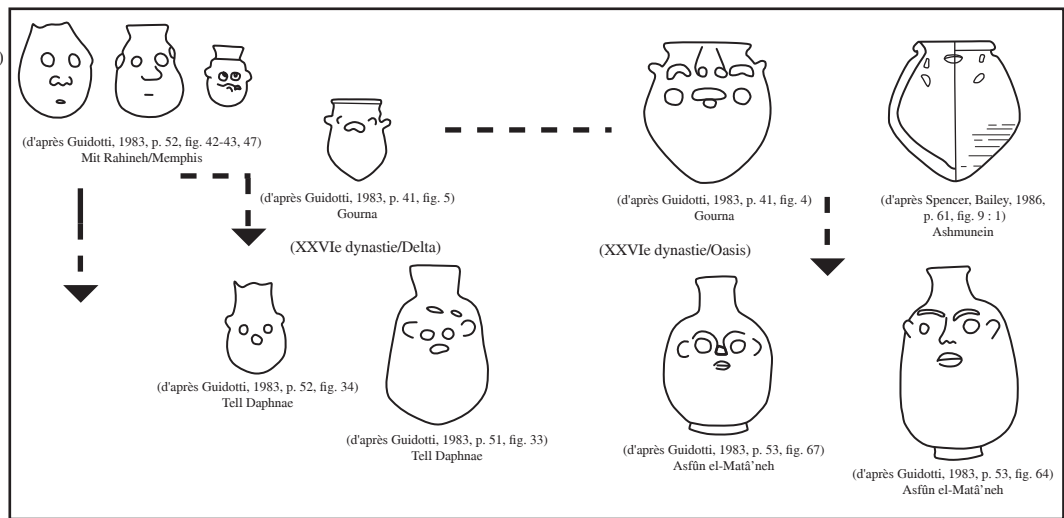 )
(d'après Guidotti, 1983, p. 52, fig. 42-43, 47)
Mit Rahineh/Memphis
(d'après Guidotti, 1983, p. 41, fig. 5)
Gourna
(d'après Guidotti, 1983, p. 41, fig. 4)
Gourna
(d'après Spencer, Bailey, 1986,
p. 61, fig. 9 : 1)
Ashmunein
(XXVIe dynastie/Delta)
(XXVIe dynastie/Oasis)
(d'après Guidotti, 1983, p. 52, fig. 34)
Tell Daphnae
(d'après Guidotti, 1983, p. 51, fig. 33)
Tell Daphnae
(d'après Guidotti, 1983, p. 53, fig. 67)
Asfûn el-Matâ'neh
(d'après Guidotti, 1983, p. 53, fig. 64)
Asfûn el-Matâ'neh